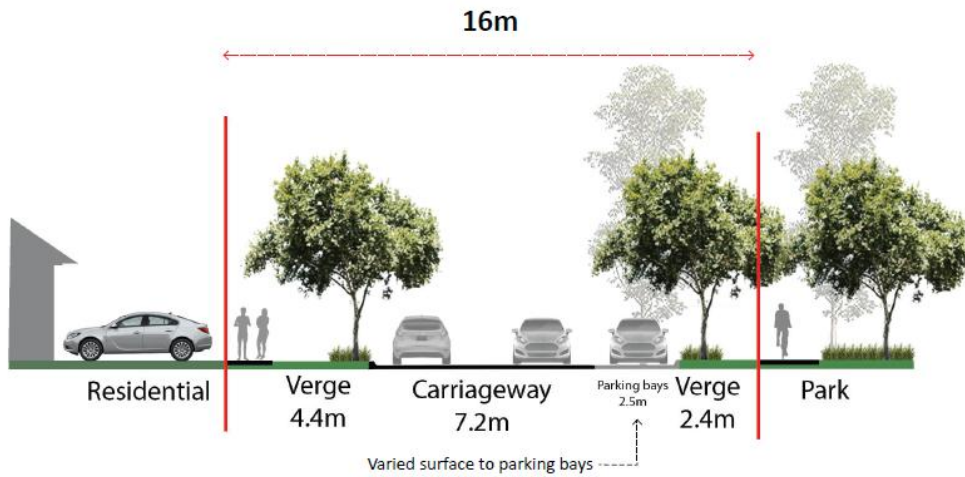 16m
Residential
Verge
4.4m
Carriageway
7.2m
Parking bays
2.5m
Verge
2.4m
Park
Varied surface to parking bays